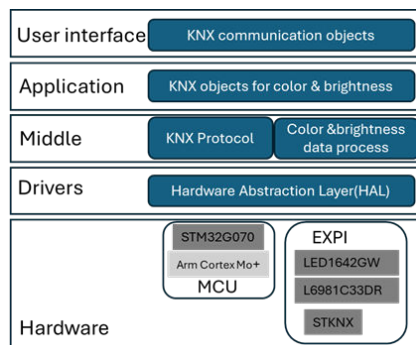 User interface
KNX communication objects
Application
KNX objects for color & brightness
Middle
KNX Protocol
Color &brightness
data process
Drivers
Hardware Abstraction Layer(HAL)
STM32G070
Arm Cortex Mo+
MCU
EXPI
LED1642GW
L6981C33DR
STKNX
Hardware